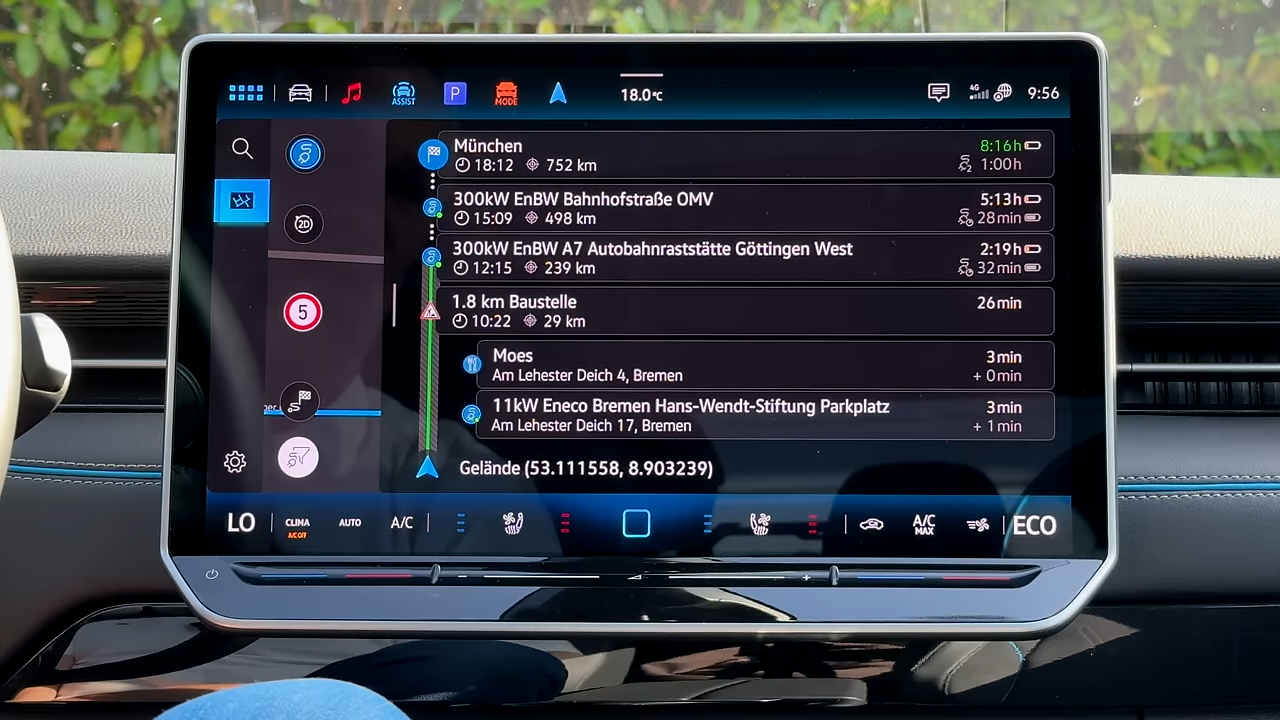 ASSIST
P
MODE
18.0°C
4G
9:56
München
18:12 752 km
8:16h
2 1:00h
2D
300kW EnBW Bahnhofstraße OMV
15:09 498 km
5:13h
28min
300kW EnBW A7 Autobahnraststätte Göttingen West
12:15 239 km
2:19h
32min
5
1.8 km Baustelle
10:22 29 km
26min
Moes
Am Lehester Deich 4, Bremen
3min
+ 0min
11kW Eneco Bremen Hans-Wendt-Stiftung Parkplatz
Am Lehester Deich 17, Bremen
3min
+ 1min
Gelände (53.111558, 8.903239)
LO
CLIMA
A/C OFF
AUTO
A/C
A/C
MAX
ECO
- +